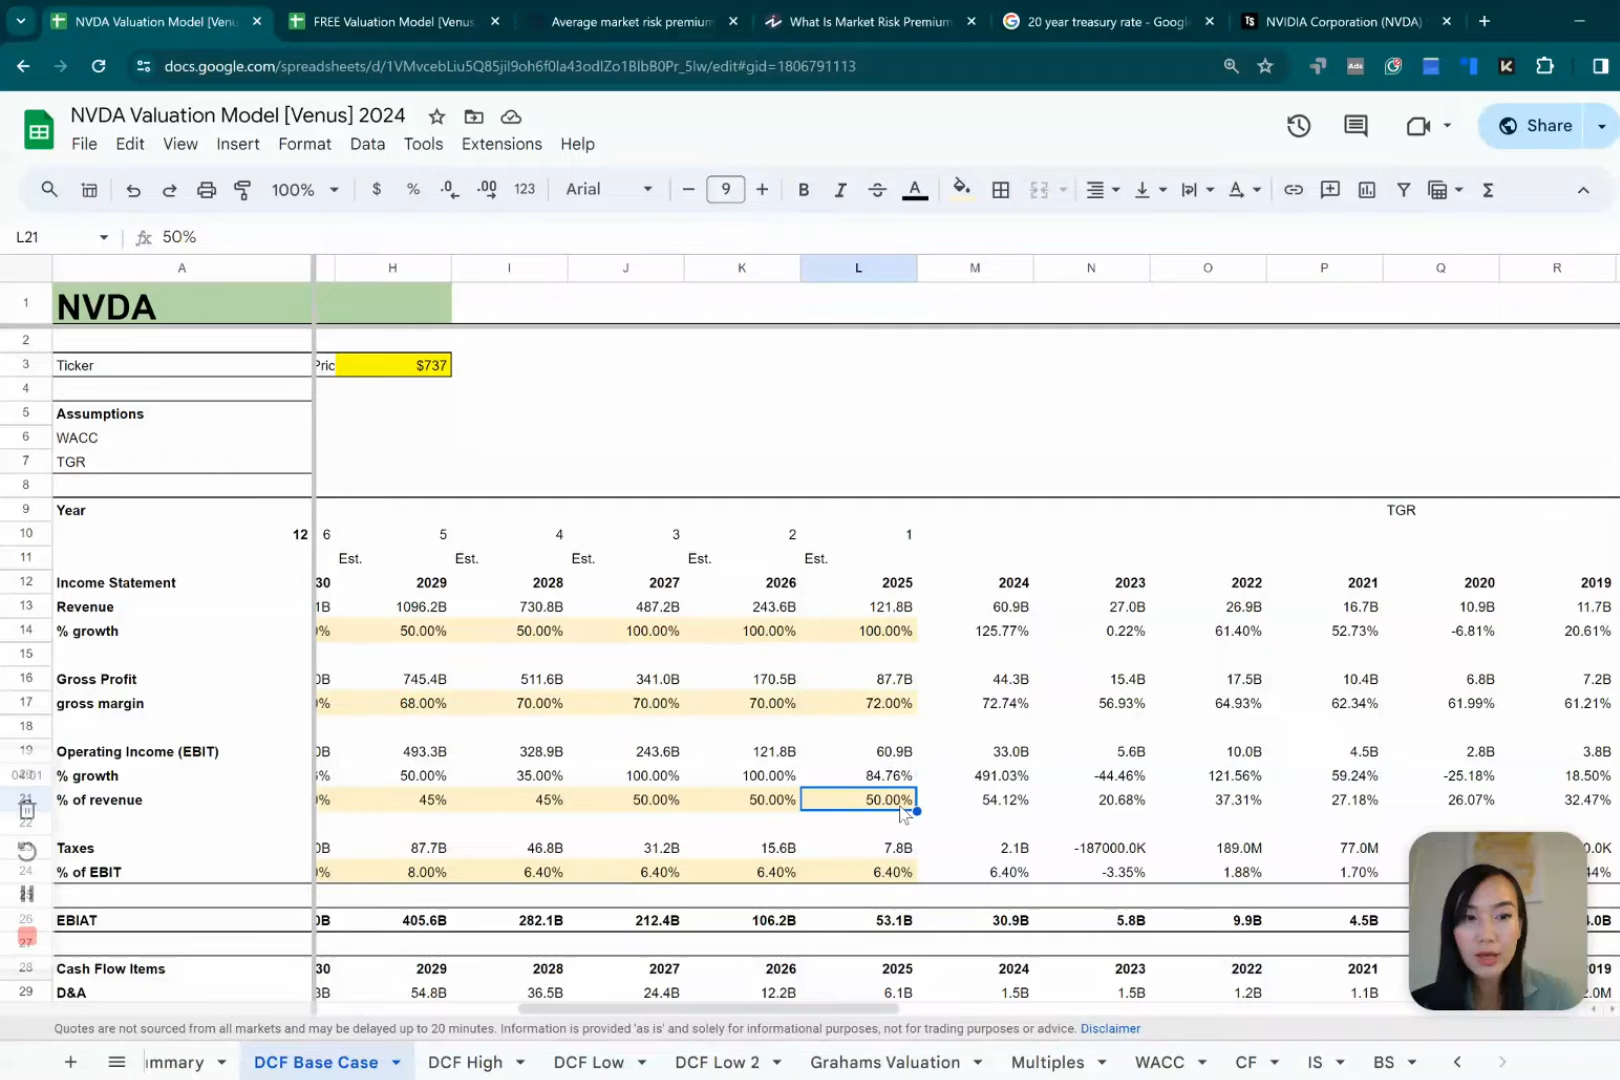 NVDA Valuation Model [Venus]
FREE Valuation Model [Venus
Average market risk premium
What Is Market Risk Premium
20 year treasury rate - Google
NVIDIA Corporation (NVDA)
docs.google.com/spreadsheets/d/1VMvcebLiu5Q85jil9oh6f0la43odlZo1BlbB0Pr_5lw/edit#gid=1806791113
NVDA Valuation Model [Venus] 2024
Share
File Edit View Insert Format Data Tools Extensions Help
100% $ % .0 .00 123 Arial 9 B I A
L21 fx 50%
A H I J K L M N O P Q R
1 NVDA
2
3 Ticker Pric $737
4
5 Assumptions
6 WACC
7 TGR
8
9 Year TGR
10 12 6 5 4 3 2 1
11 Est. Est. Est. Est. Est.
12 Income Statement 30 2029 2028 2027 2026 2025 2024 2023 2022 2021 2020 2019
13 Revenue 1B 1096.2B 730.8B 487.2B 243.6B 121.8B 60.9B 27.0B 26.9B 16.7B 10.9B 11.7B
14 % growth 0% 50.00% 50.00% 100.00% 100.00% 100.00% 125.77% 0.22% 61.40% 52.73% -6.81% 20.61%
15
16 Gross Profit 0B 745.4B 511.6B 341.0B 170.5B 87.7B 44.3B 15.4B 17.5B 10.4B 6.8B 7.2B
17 gross margin 0% 68.00% 70.00% 70.00% 70.00% 72.00% 72.74% 56.93% 64.93% 62.34% 61.99% 61.21%
18
19 Operating Income (EBIT) 0B 493.3B 328.9B 243.6B 121.8B 60.9B 33.0B 5.6B 10.0B 4.5B 2.8B 3.8B
% growth 50.00% 35.00% 100.00% 100.00% 84.76% 491.03% -44.46% 121.56% 59.24% -25.18% 18.50%
21 % of revenue 0% 45% 45% 50.00% 50.00% 50.00% 54.12% 20.68% 37.31% 27.18% 26.07% 32.47%
22
Taxes 0B 87.7B 46.8B 31.2B 15.6B 7.8B 2.1B -187000.0K 189.0M 77.0M 0.0K
24 % of EBIT 0% 8.00% 6.40% 6.40% 6.40% 6.40% 6.40% -3.35% 1.88% 1.70% 44%
26 EBIAT 0B 405.6B 282.1B 212.4B 106.2B 53.1B 30.9B 5.8B 9.9B 4.5B 4.0B
27
28 Cash Flow Items 30 2029 2028 2027 2026 2025 2024 2023 2022 2021 2019
29 D&A 3B 54.8B 36.5B 24.4B 12.2B 6.1B 1.5B 1.5B 1.2B 1.1B 2.0M
Quotes are not sourced from all markets and may be delayed up to 20 minutes. Information is provided 'as is' and solely for informational purposes, not for trading purposes or advice. Disclaimer
ummary DCF Base Case DCF High DCF Low DCF Low 2 Grahams Valuation Multiples WACC CF IS BS